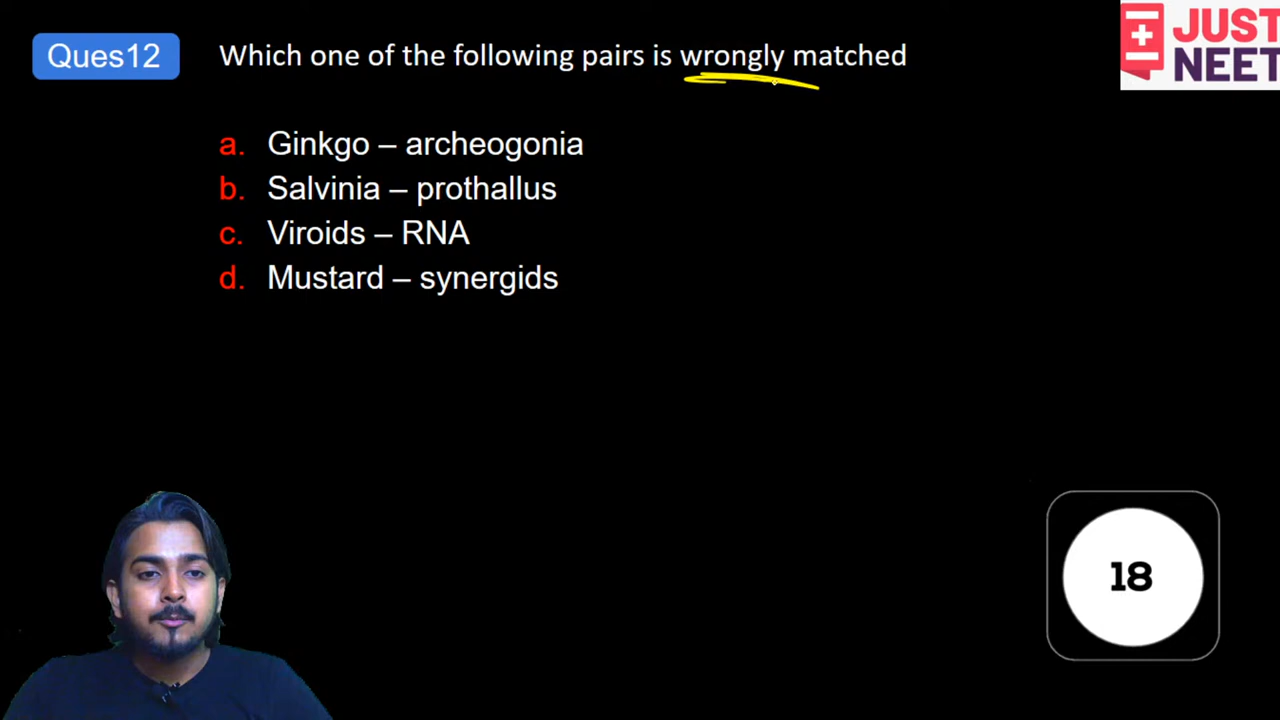 Ques12 Which one of the following pairs is wrongly matched
JUST
NEET
a. Ginkgo – archeogonia
b. Salvinia – prothallus
c. Viroids – RNA
d. Mustard – synergids
18